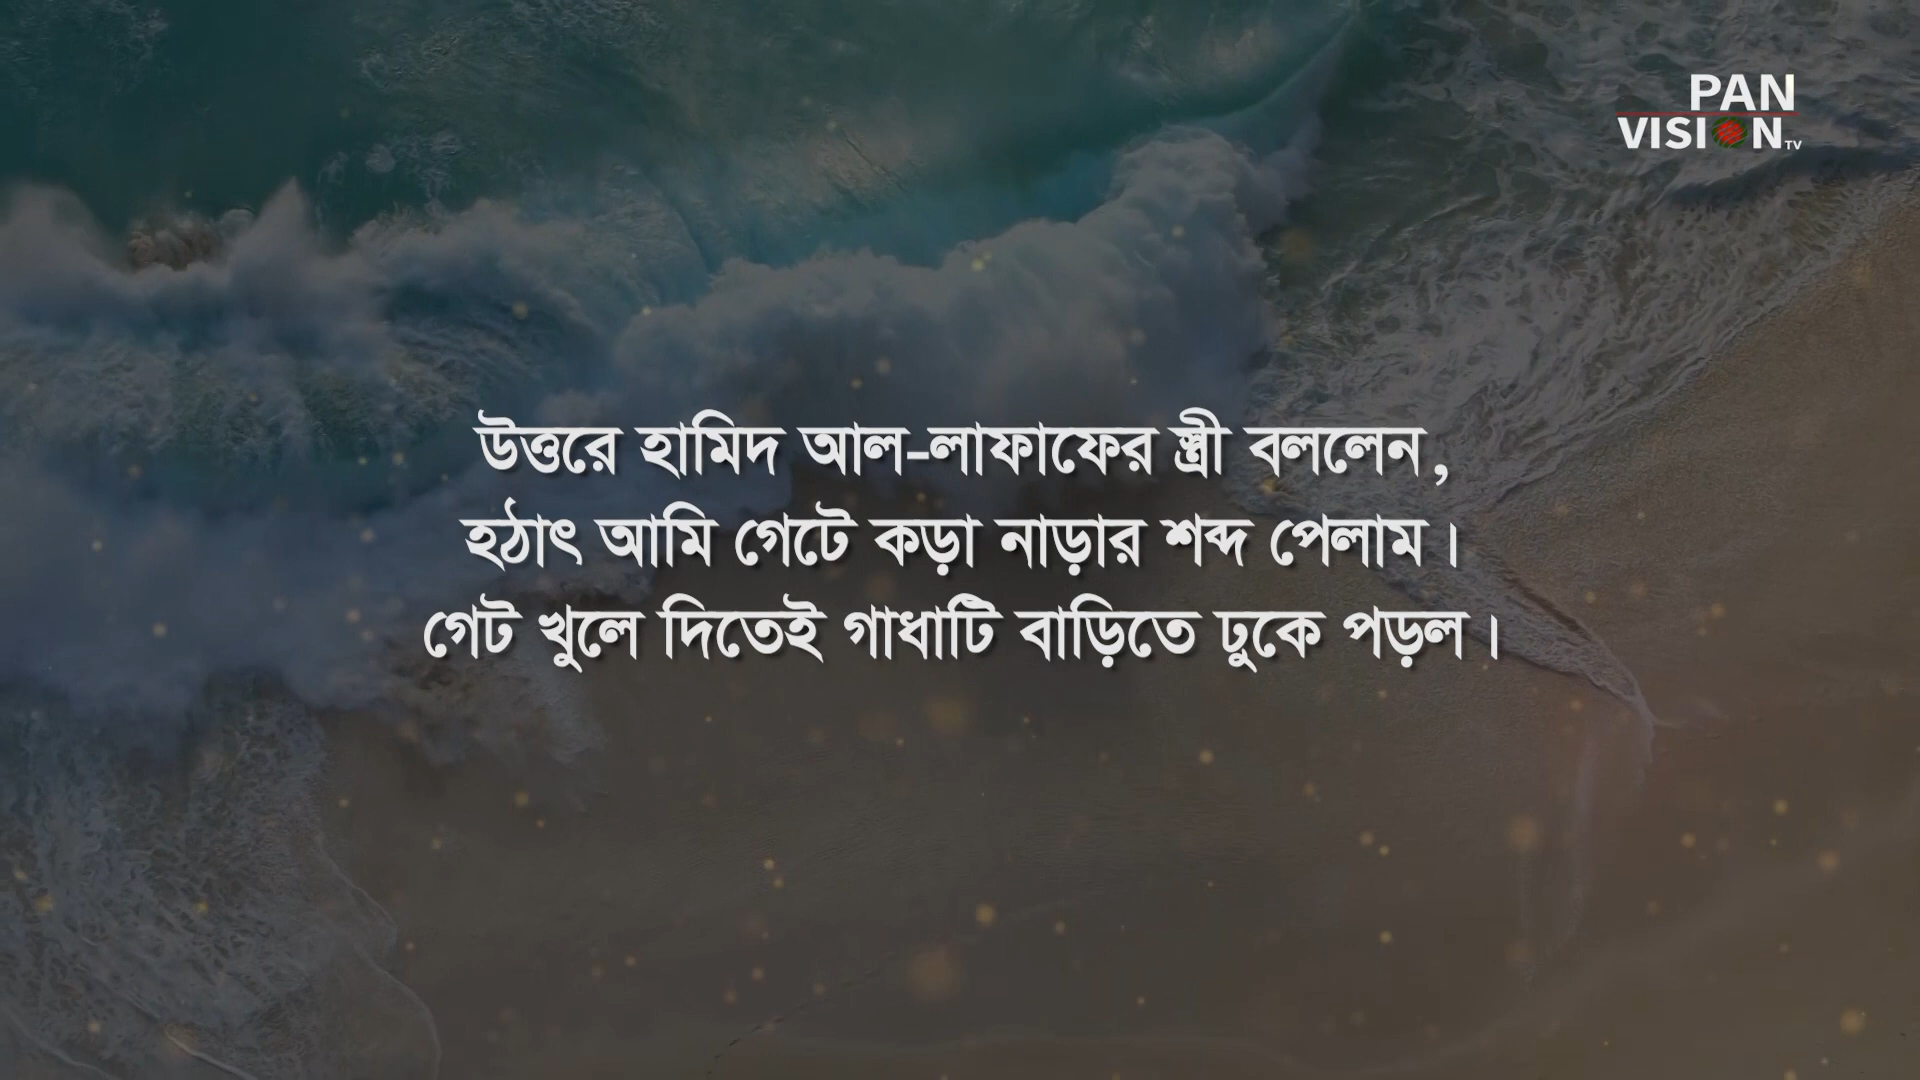 PAN
VISION TV
উত্তরে হামিদ আল-লাফাফের স্ত্রী বললেন,
হঠাৎ আমি গেটে কড়া নাড়ার শব্দ পেলাম।
গেট খুলে দিতেই গাধাটি বাড়িতে ঢুকে পড়ল।